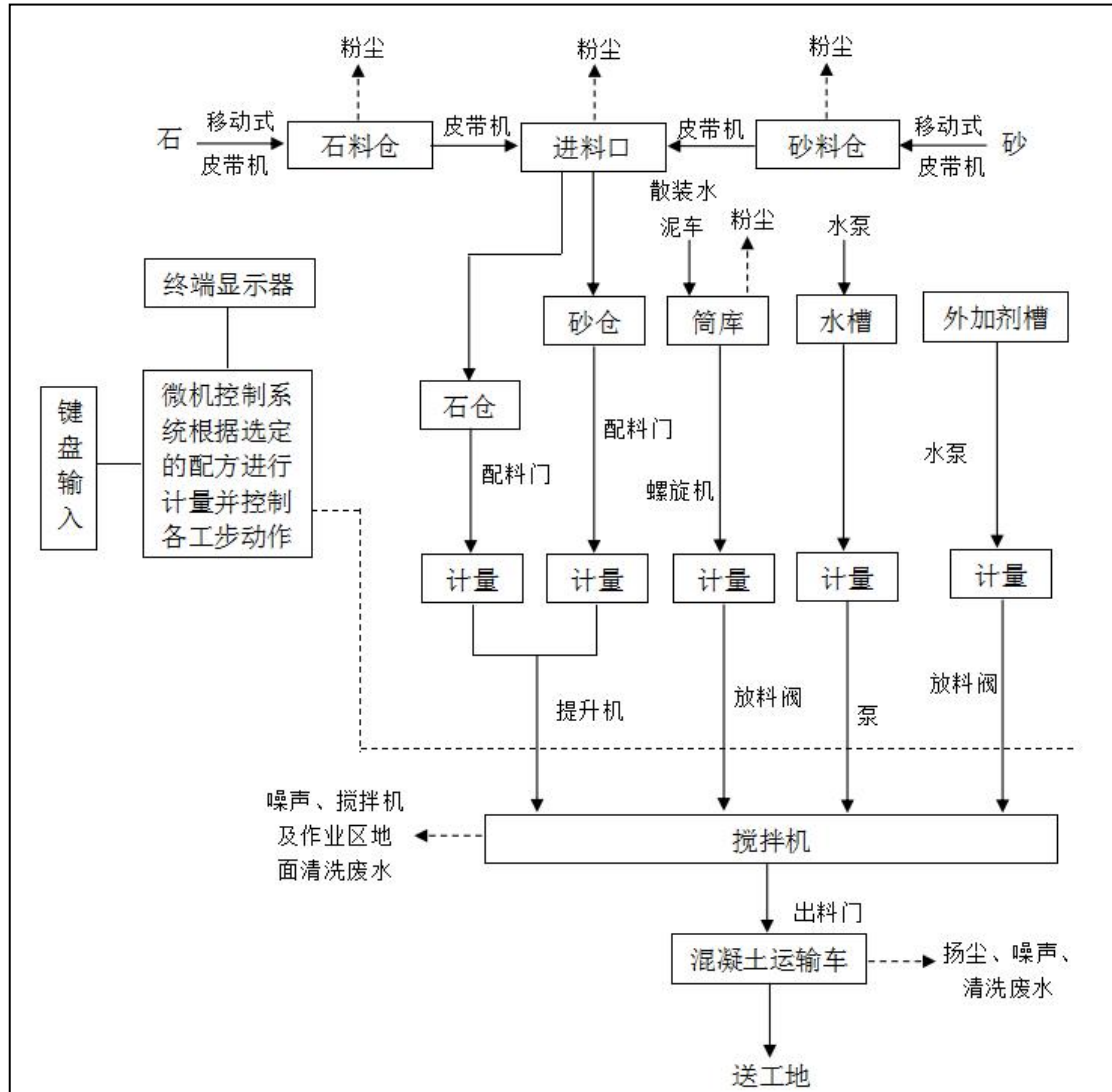 粉尘
粉尘
粉尘
石
移动式
皮带机
石料仓
皮带机
进料口
皮带机
砂料仓
移动式
皮带机
砂
散装水
泥车
粉尘
水泵
终端显示器
砂仓
筒库
水槽
外加剂槽
键
盘
输
入
微机控制系
统根据选定
的配方进行
计量并控制
各工步动作
石仓
配料门
配料门
螺旋机
水泵
计量
计量
计量
计量
计量
提升机
放料阀
泵
放料阀
噪声、搅拌机
及作业区地
面清洗废水
搅拌机
出料门
混凝土运输车
扬尘、噪声、
清洗废水
送工地